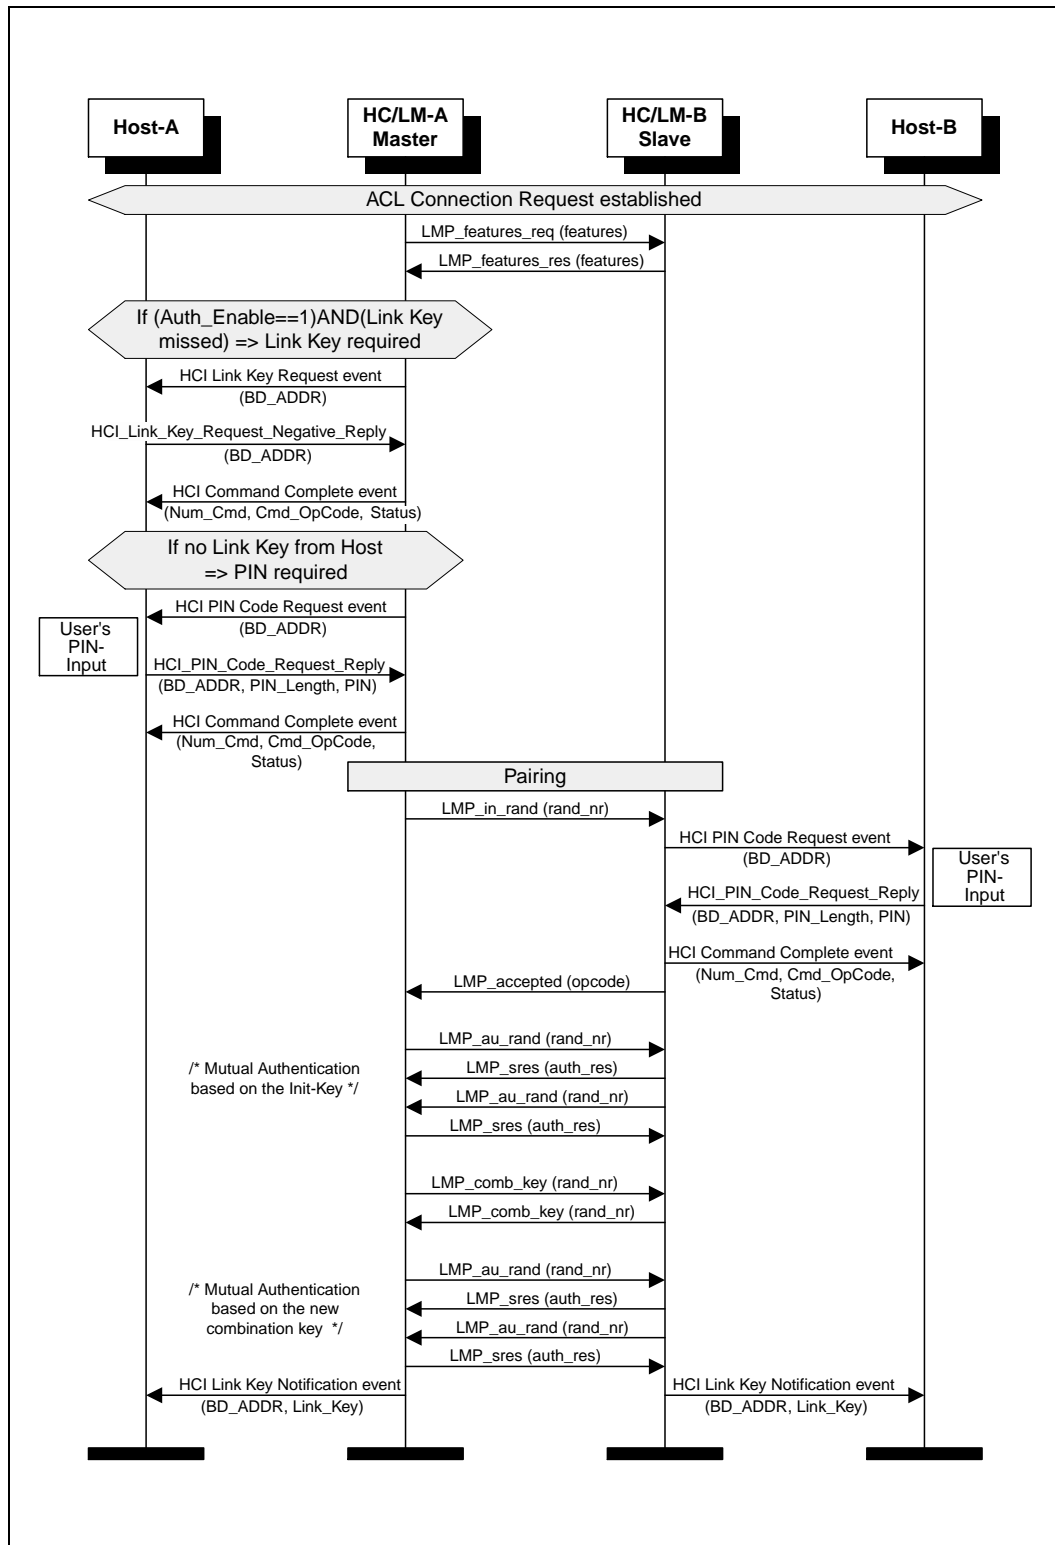 Host-A
HC/LM-A
Master
HC/LM-B
Slave
Host-B
ACL Connection Request established
LMP_features_req (features)
LMP_features_res (features)
If (Auth_Enable==1)AND(Link Key
missed) => Link Key required
HCI Link Key Request event
(BD_ADDR)
HCI_Link_Key_Request_Negative_Reply
(BD_ADDR)
HCI Command Complete event
(Num_Cmd, Cmd_OpCode, Status)
If no Link Key from Host
=> PIN required
HCI PIN Code Request event
(BD_ADDR)
User's
PIN-
Input
HCI_PIN_Code_Request_Reply
(BD_ADDR, PIN_Length, PIN)
HCI Command Complete event
(Num_Cmd, Cmd_OpCode,
Status)
Pairing
LMP_in_rand (rand_nr)
HCI PIN Code Request event
(BD_ADDR)
User's
PIN-
Input
HCI_PIN_Code_Request_Reply
(BD_ADDR, PIN_Length, PIN)
HCI Command Complete event
(Num_Cmd, Cmd_OpCode,
Status)
LMP_accepted (opcode)
LMP_au_rand (rand_nr)
/* Mutual Authentication
based on the Init-Key */
LMP_sres (auth_res)
LMP_au_rand (rand_nr)
LMP_sres (auth_res)
LMP_comb_key (rand_nr)
LMP_comb_key (rand_nr)
LMP_au_rand (rand_nr)
/* Mutual Authentication
based on the new
combination key */
LMP_sres (auth_res)
LMP_au_rand (rand_nr)
LMP_sres (auth_res)
HCI Link Key Notification event
(BD_ADDR, Link_Key)
HCI Link Key Notification event
(BD_ADDR, Link_Key)